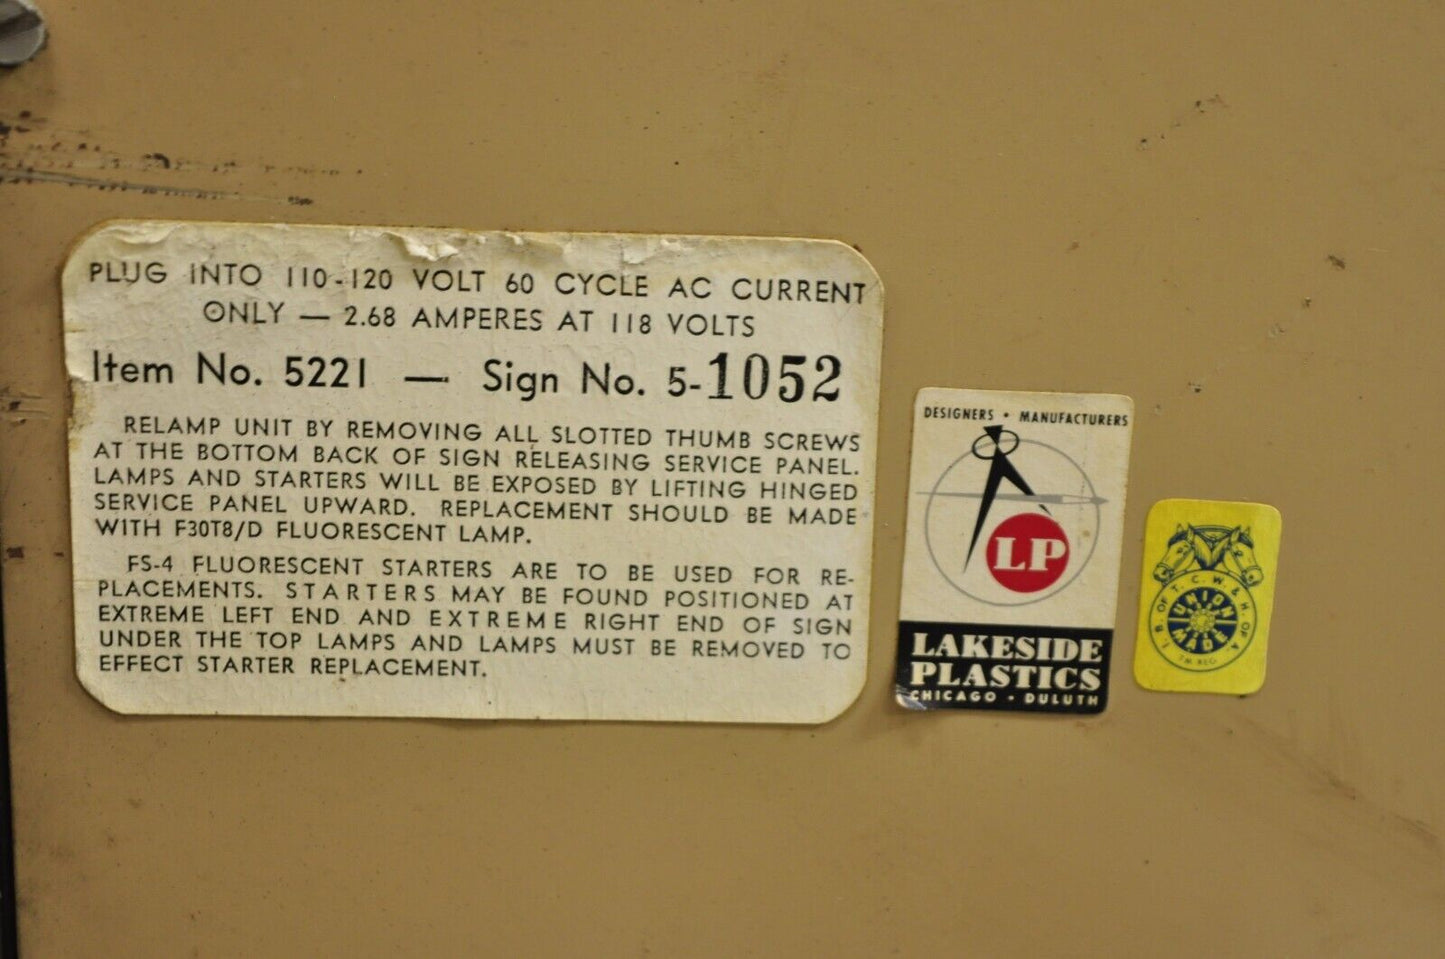 PLUG INTO 110-120 VOLT 60 CYCLE AC CURRENT
ONLY — 2.68 AMPERES AT 118 VOLTS
Item No. 5221 — Sign No. 5-1052
RELAMP UNIT BY REMOVING ALL SLOTTED THUMB SCREWS
AT THE BOTTOM BACK OF SIGN RELEASING SERVICE PANEL.
LAMPS AND STARTERS WILL BE EXPOSED BY LIFTING HINGED
SERVICE PANEL UPWARD. REPLACEMENT SHOULD BE MADE
WITH F30T8/D FLUORESCENT LAMP.
FS-4 FLUORESCENT STARTERS ARE TO BE USED FOR RE-
PLACEMENTS. STARTERS MAY BE FOUND POSITIONED AT
EXTREME LEFT END AND EXTREME RIGHT END OF SIGN
UNDER THE TOP LAMPS AND LAMPS MUST BE REMOVED TO
EFFECT STARTER REPLACEMENT.
DESIGNERS • MANUFACTURERS
LP
LAKESIDE
PLASTICS
CHICAGO • DULUTH
I. B. OF T. C. W. & H. OF A.
UNION
MADE
TM REG